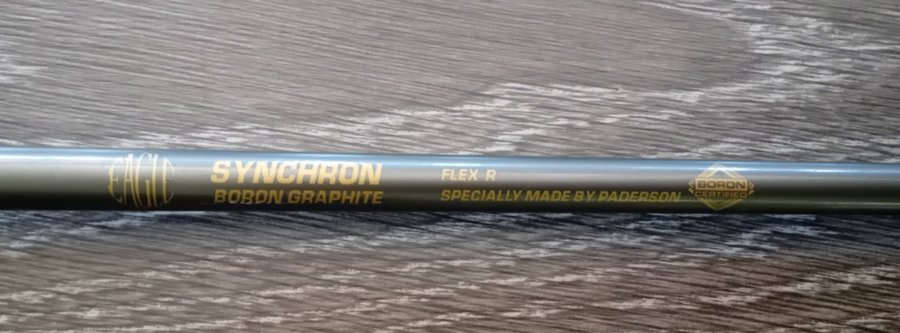 EAGLE
SYNCHRON
BORON GRAPHITE
FLEX R
SPECIALLY MADE BY PADERSON
BORON
CERTIFIED